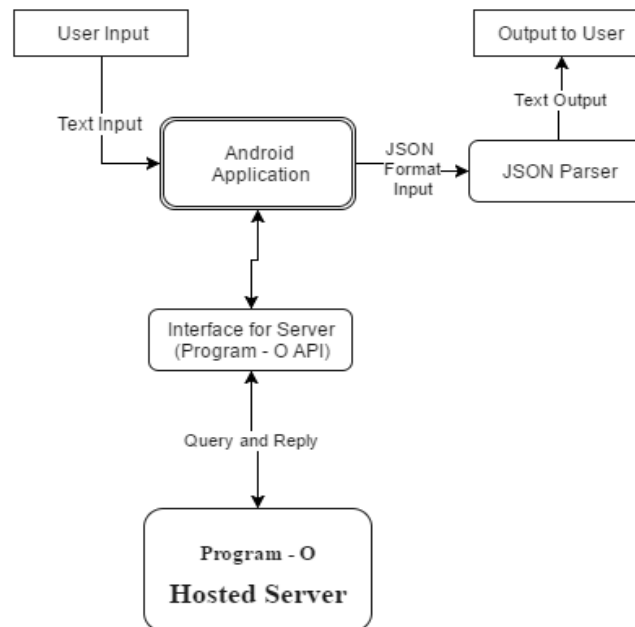 User Input
Output to User
Text Input
Text Output
Android
Application
JSON
Format
Input
JSON Parser
Interface for Server
(Program - O API)
Query and Reply
Program - O
Hosted Server